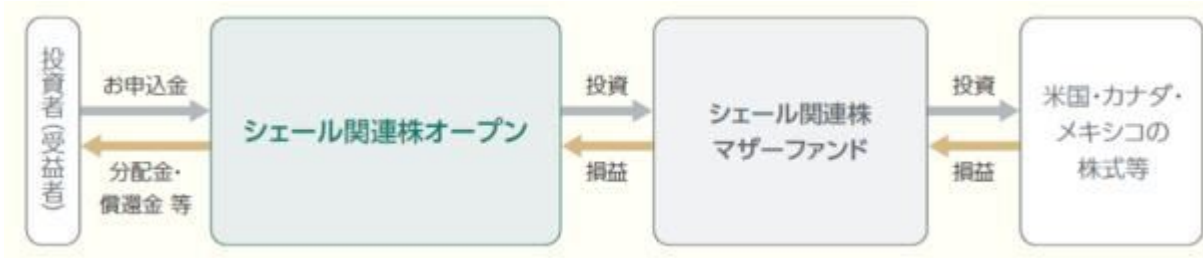 投資者(受益者)
お申込金
分配金・
償還金 等
シェール関連株オープン
投資
損益
シェール関連株
マザーファンド
投資
損益
米国・カナダ・
メキシコの
株式等